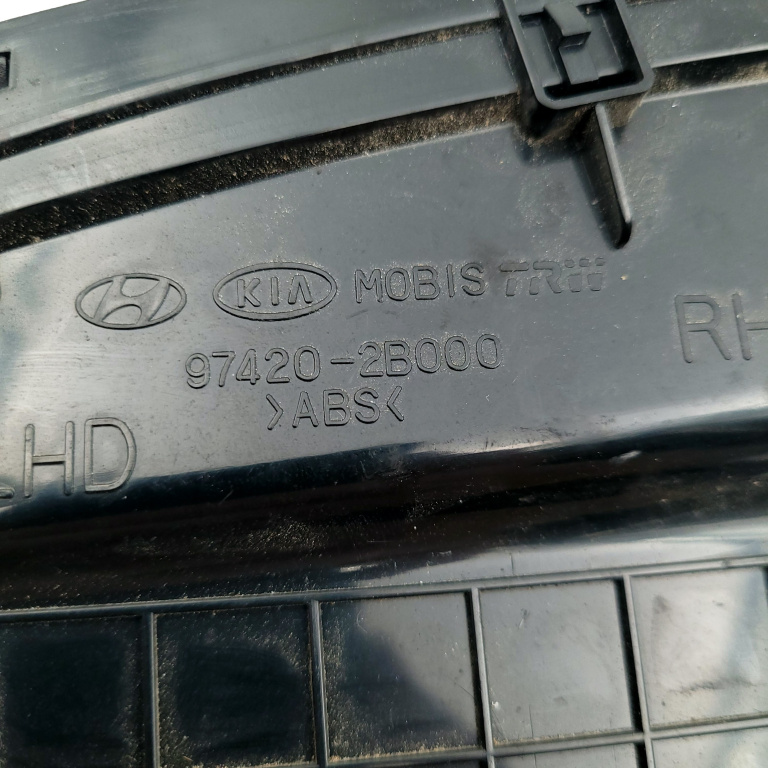 KIA MOBIS TRW
97420-2B000
>ABS<
RH
LHD